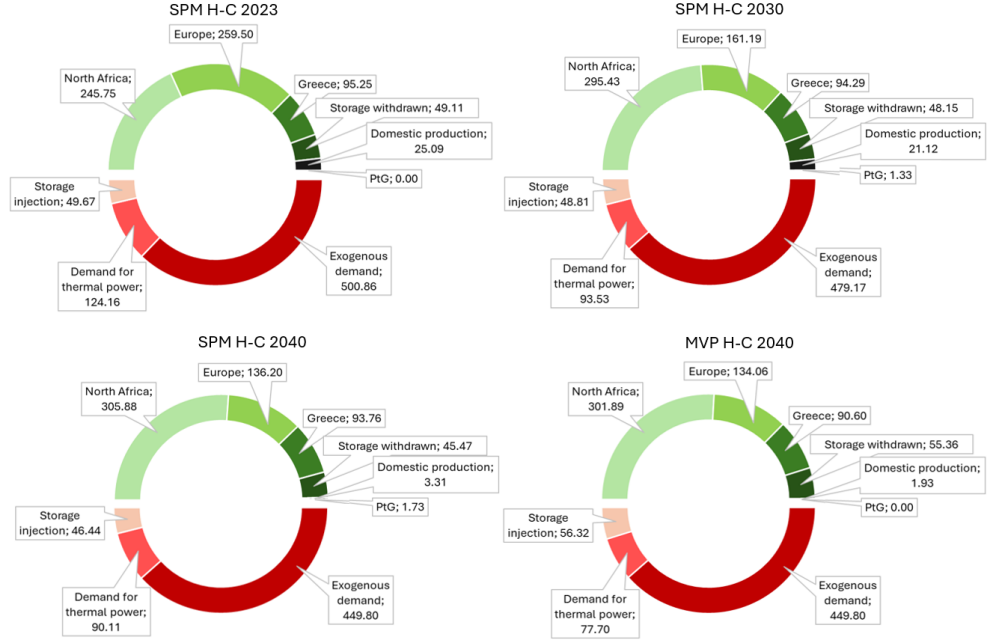 SPM H-C 2023
Europe; 259.50
North Africa;
245.75
Greece; 95.25
Storage withdrawn; 49.11
Domestic production;
25.09
PtG; 0.00
Storage
injection; 49.67
Demand for
thermal power;
124.16
Exogenous
demand;
500.86
SPM H-C 2030
Europe; 161.19
North Africa;
295.43
Greece; 94.29
Storage withdrawn; 48.15
Domestic production;
21.12
PtG; 1.33
Storage
injection; 48.81
Demand for
thermal power;
93.53
Exogenous
demand;
479.17
SPM H-C 2040
Europe; 136.20
North Africa;
305.88
Greece; 93.76
Storage withdrawn; 45.47
Domestic production;
3.31
PtG; 1.73
Storage
injection; 46.44
Demand for
thermal power;
90.11
Exogenous
demand;
449.80
MVP H-C 2040
Europe; 134.06
North Africa;
301.89
Greece; 90.60
Storage withdrawn; 55.36
Domestic production;
1.93
PtG; 0.00
Storage
injection; 56.32
Demand for
thermal power;
77.70
Exogenous
demand;
449.80